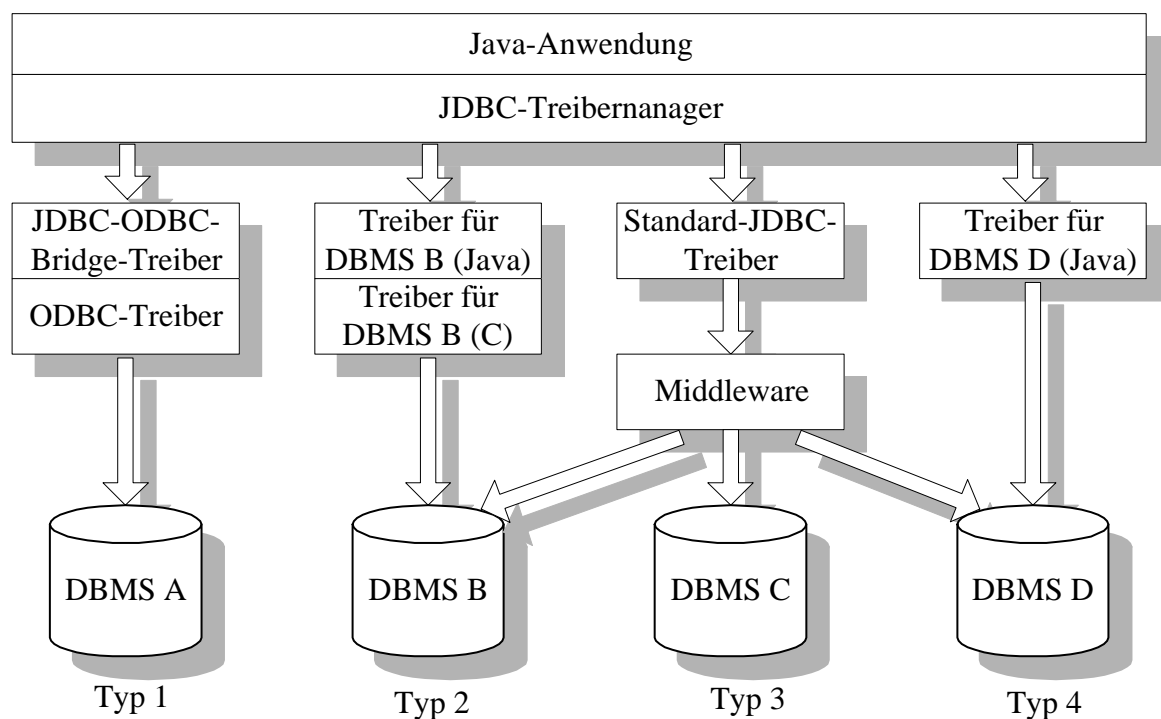 Java-Anwendung
JDBC-Treibernanager
JDBC-ODBC-
Bridge-Treiber
ODBC-Treiber
Treiber für
DBMS B (Java)
Treiber für
DBMS B (C)
Standard-JDBC-
Treiber
Middleware
Treiber für
DBMS D (Java)
DBMS A
DBMS B
DBMS C
DBMS D
Typ 1
Typ 2
Typ 3
Typ 4